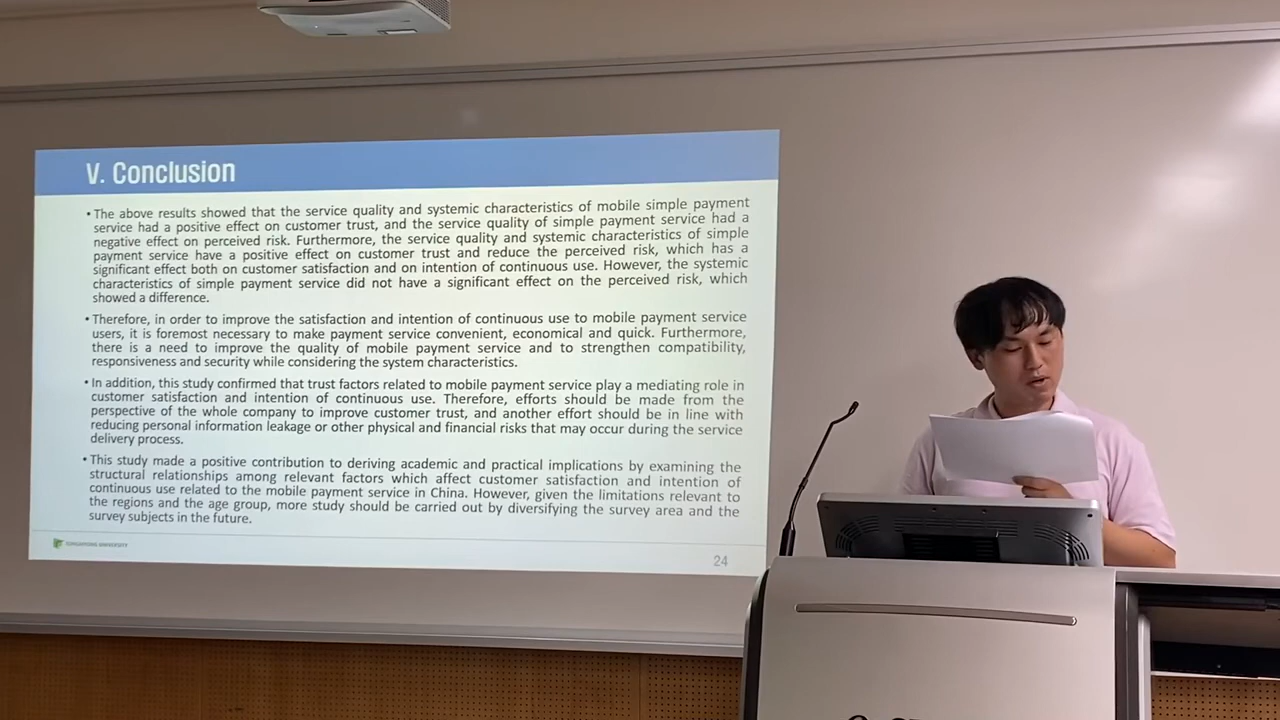 V. Conclusion
• The above results showed that the service quality and systemic characteristics of mobile simple payment
service had a positive effect on customer trust, and the service quality of simple payment service had a
negative effect on perceived risk. Furthermore, the service quality and systemic characteristics of simple
payment service have a positive effect on customer trust and reduce the perceived risk, which has a
significant effect both on customer satisfaction and on intention of continuous use. However, the systemic
characteristics of simple payment service did not have a significant effect on the perceived risk, which
showed a difference.
• Therefore, in order to improve the satisfaction and intention of continuous use to mobile payment service
users, it is foremost necessary to make payment service convenient, economical and quick. Furthermore,
there is a need to improve the quality of mobile payment service and to strengthen compatibility,
responsiveness and security while considering the system characteristics.
• In addition, this study confirmed that trust factors related to mobile payment service play a mediating role in
customer satisfaction and intention of continuous use. Therefore, efforts should be made from the
perspective of the whole company to improve customer trust, and another effort should be in line with
reducing personal information leakage or other physical and financial risks that may occur during the service
delivery process.
• This study made a positive contribution to deriving academic and practical implications by examining the
structural relationships among relevant factors which affect customer satisfaction and intention of
continuous use related to the mobile payment service in China. However, given the limitations relevant to
the regions and the age group, more study should be carried out by diversifying the survey area and the
survey subjects in the future.
UNIVERSITY
24